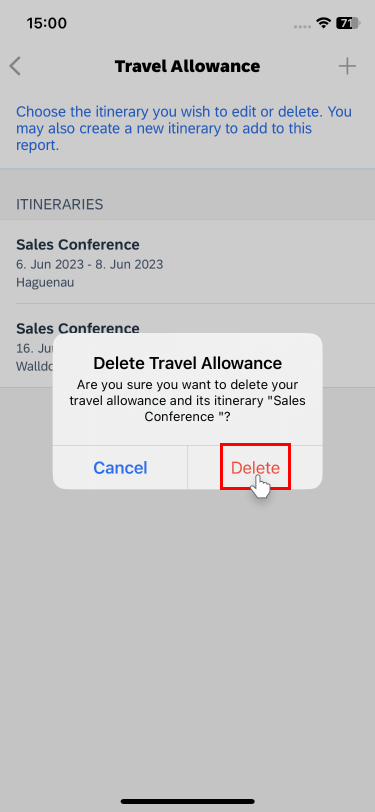 15:00
71
Travel Allowance
Choose the itinerary you wish to edit or delete. You
may also create a new itinerary to add to this
report.
ITINERARIES
Sales Conference
6. Jun 2023 - 8. Jun 2023
Haguenau
Sales Conference
16.
Delete Travel Allowance
Are you sure you want to delete your
travel allowance and its itinerary "Sales
Conference "?
Cancel
Delete